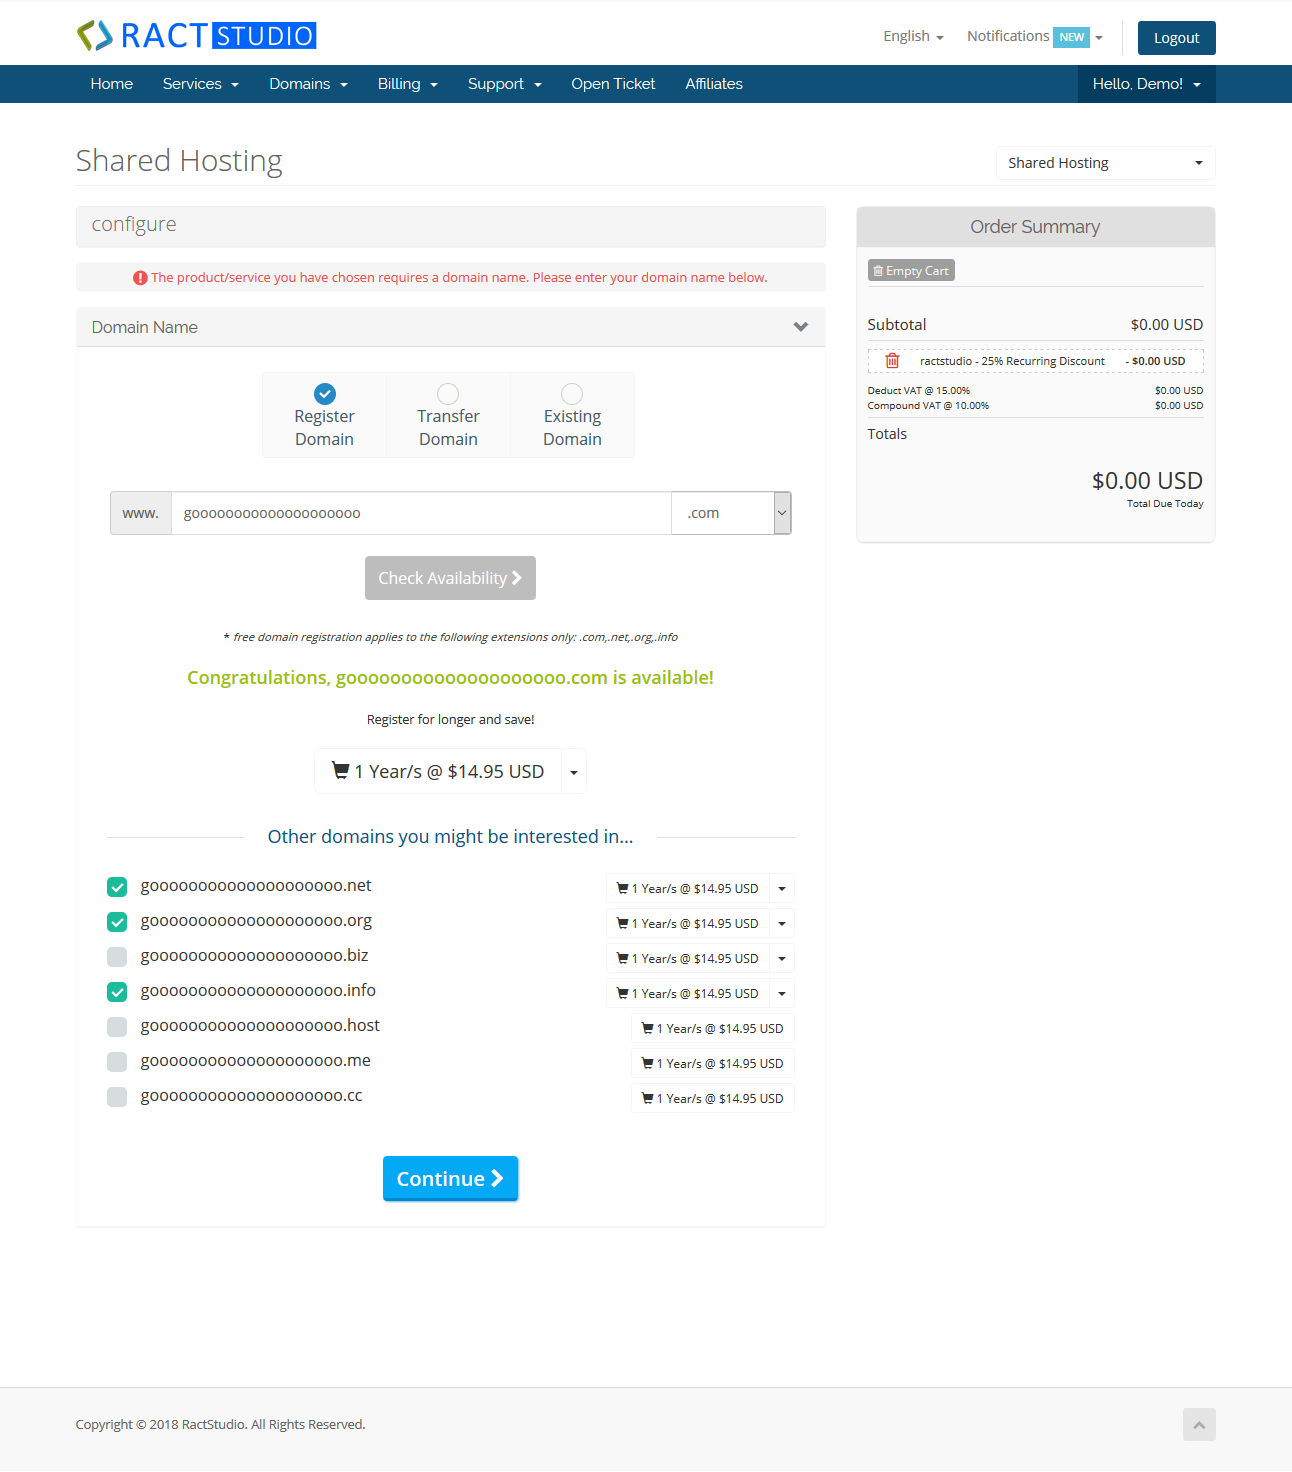 RACTSTUDIO
English
Notifications NEW
Logout
Home Services Domains Billing Support Open Ticket Affiliates Hello, Demo!
Shared Hosting
Shared Hosting
configure
The product/service you have chosen requires a domain name. Please enter your domain name below.
Domain Name
Register Domain
Transfer Domain
Existing Domain
www. goooooooooooooooooooo .com
Check Availability
* free domain registration applies to the following extensions only: .com,.net,.org,.info
Congratulations, goooooooooooooooooooo.com is available!
Register for longer and save!
1 Year/s @ $14.95 USD
Other domains you might be interested in...
goooooooooooooooooooo.net 1 Year/s @ $14.95 USD
goooooooooooooooooooo.org 1 Year/s @ $14.95 USD
goooooooooooooooooooo.biz 1 Year/s @ $14.95 USD
goooooooooooooooooooo.info 1 Year/s @ $14.95 USD
goooooooooooooooooooo.host 1 Year/s @ $14.95 USD
goooooooooooooooooooo.me 1 Year/s @ $14.95 USD
goooooooooooooooooooo.cc 1 Year/s @ $14.95 USD
Continue
Order Summary
Empty Cart
Subtotal $0.00 USD
ractstudio - 25% Recurring Discount - $0.00 USD
Deduct VAT @ 15.00% $0.00 USD
Compound VAT @ 10.00% $0.00 USD
Totals
$0.00 USD
Total Due Today
Copyright © 2018 RactStudio. All Rights Reserved.